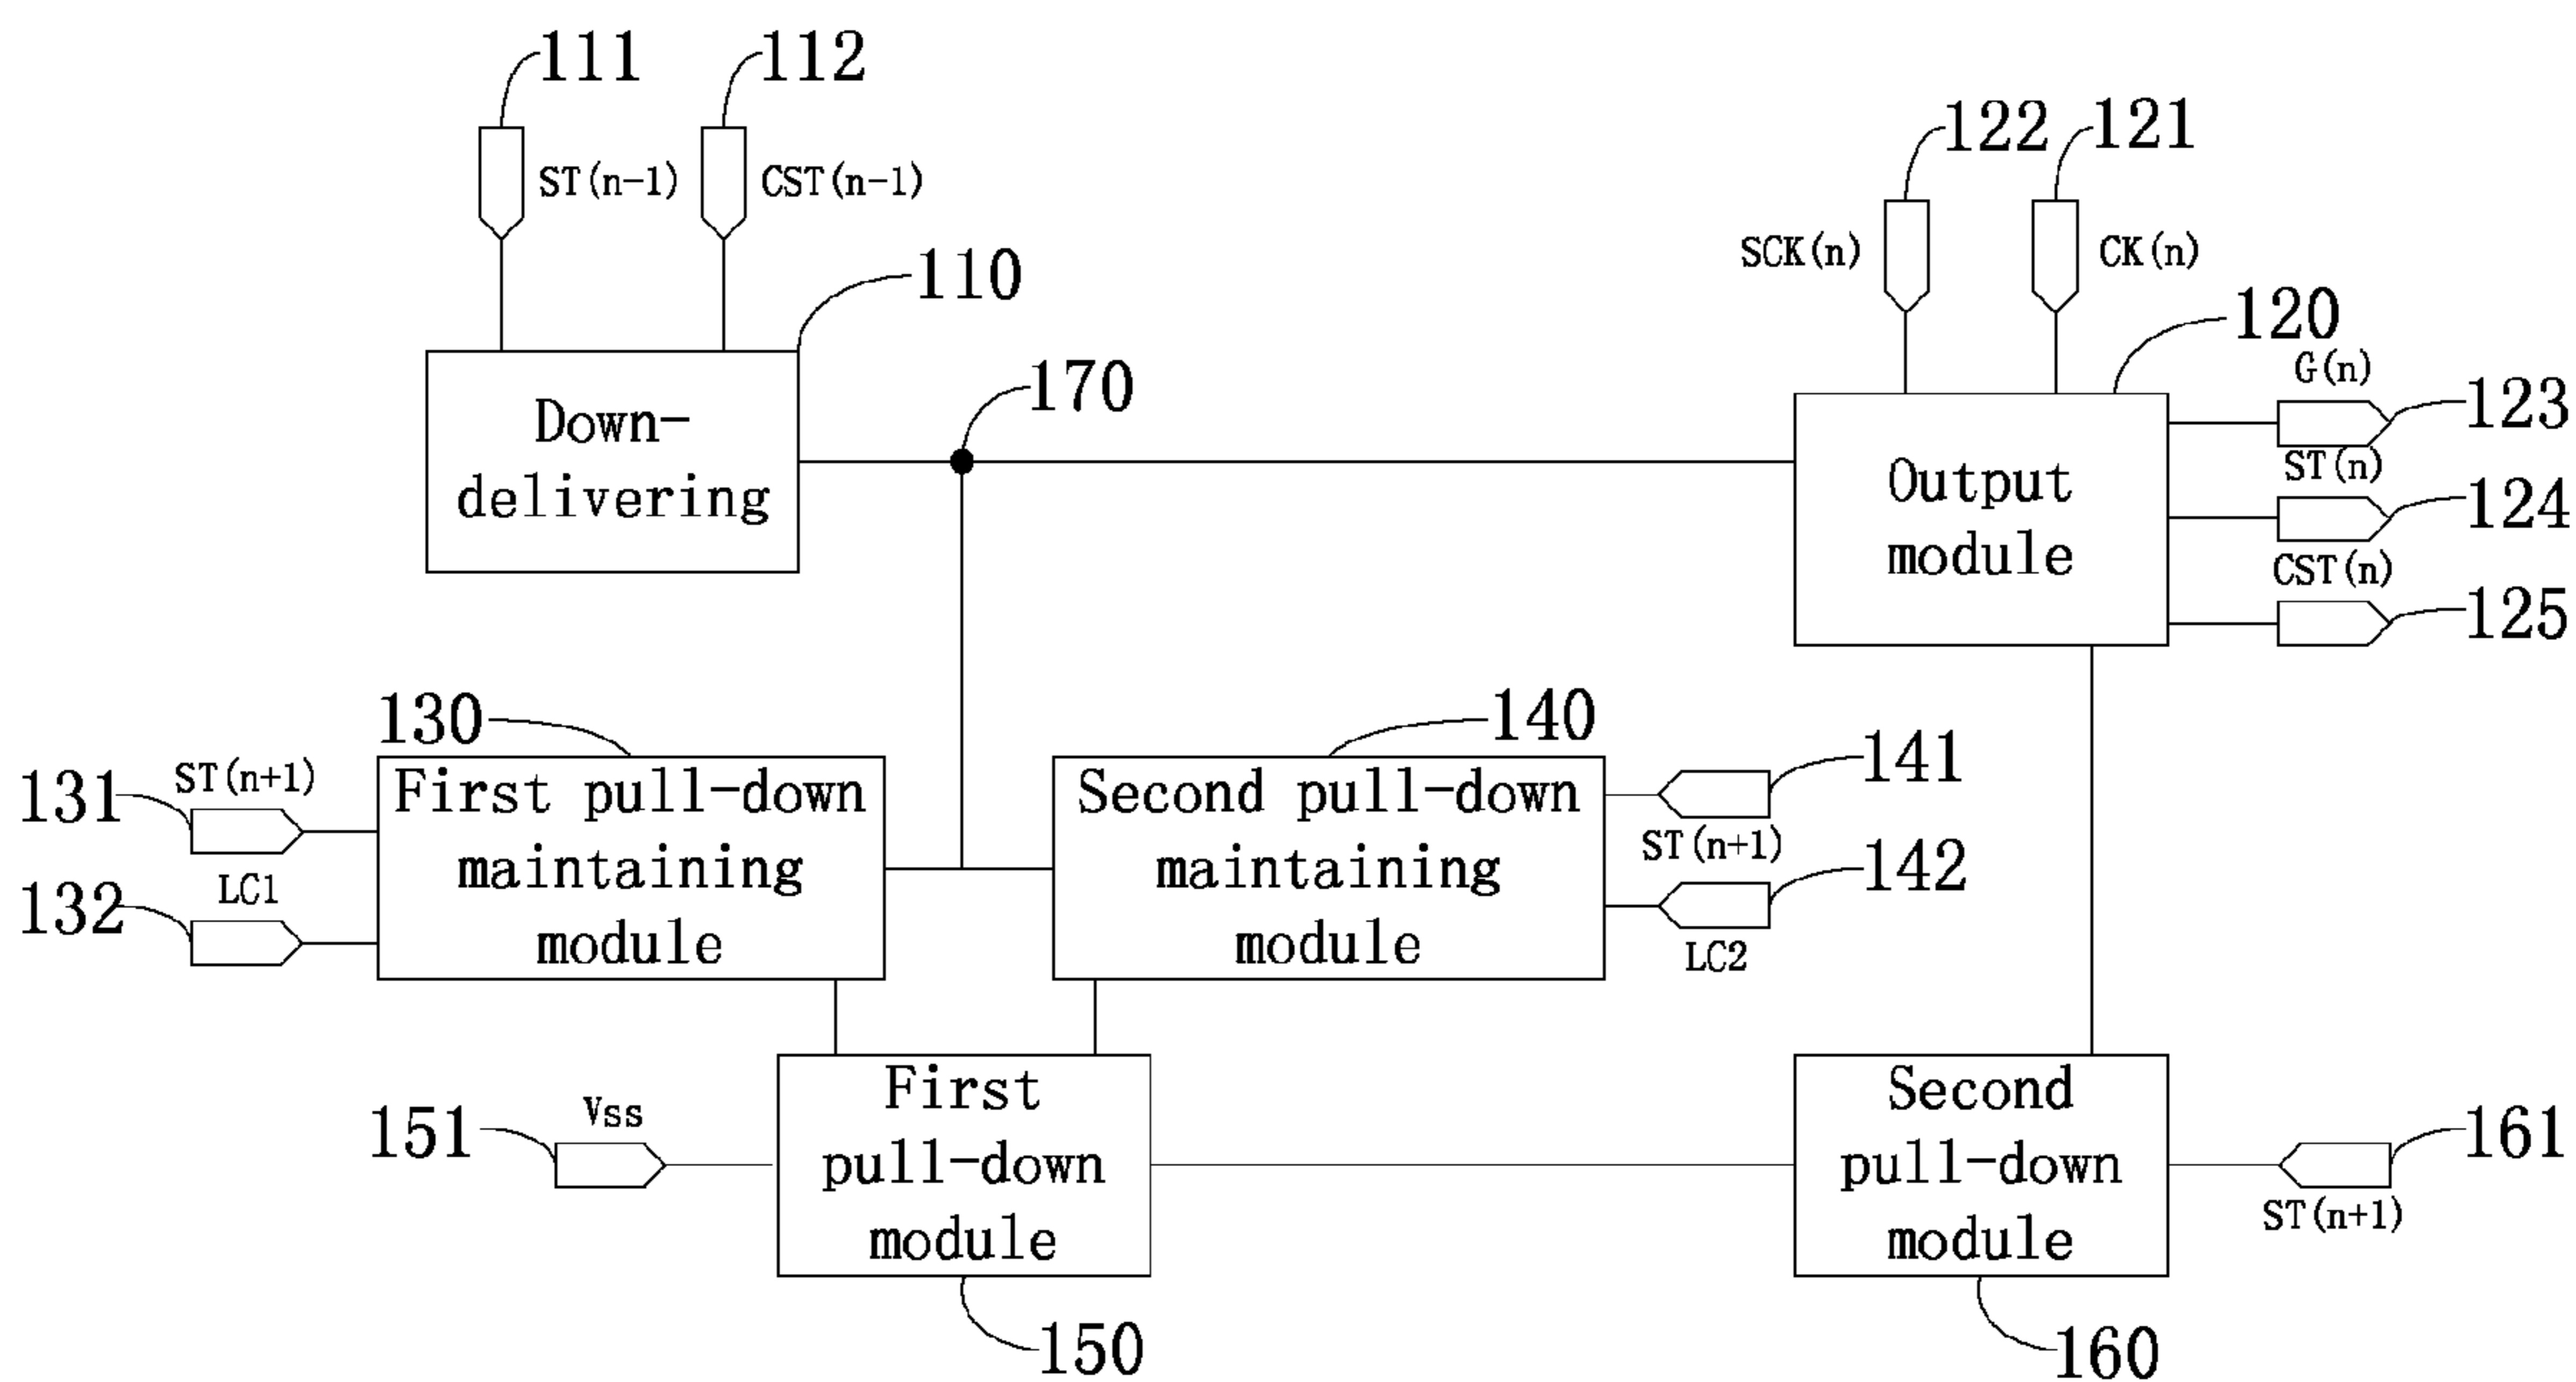 111
112
122
121
ST(n-1)
CST(n-1)
SCK(n)
CK(n)
110
120
G(n)
170
123
Down-
delivering
Output
module
ST(n)
124
CST(n)
125
130
140
ST(n+1)
131
First pull-down
maintaining
module
LC1
132
Second pull-down
maintaining
module
141
ST(n+1)
142
LC2
Vss
151
First
pull-down
module
Second
pull-down
module
161
ST(n+1)
150
160